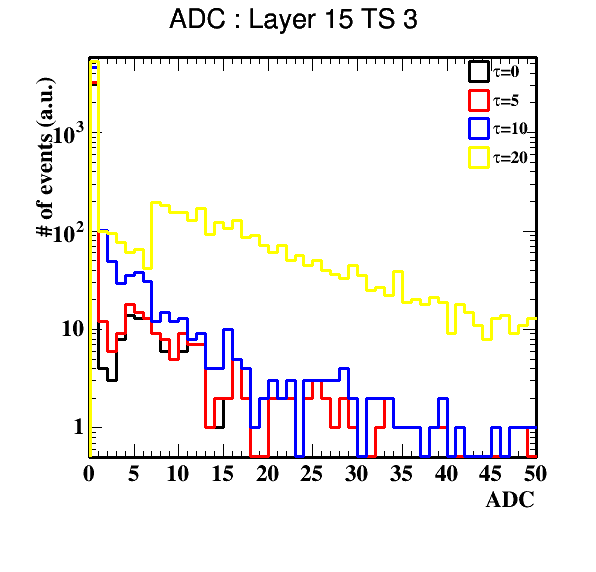 ADC : Layer 15 TS 3
# of events (a.u.)
10³
10²
10
1
τ=0
τ=5
τ=10
τ=20
0 5 10 15 20 25 30 35 40 45 50
ADC